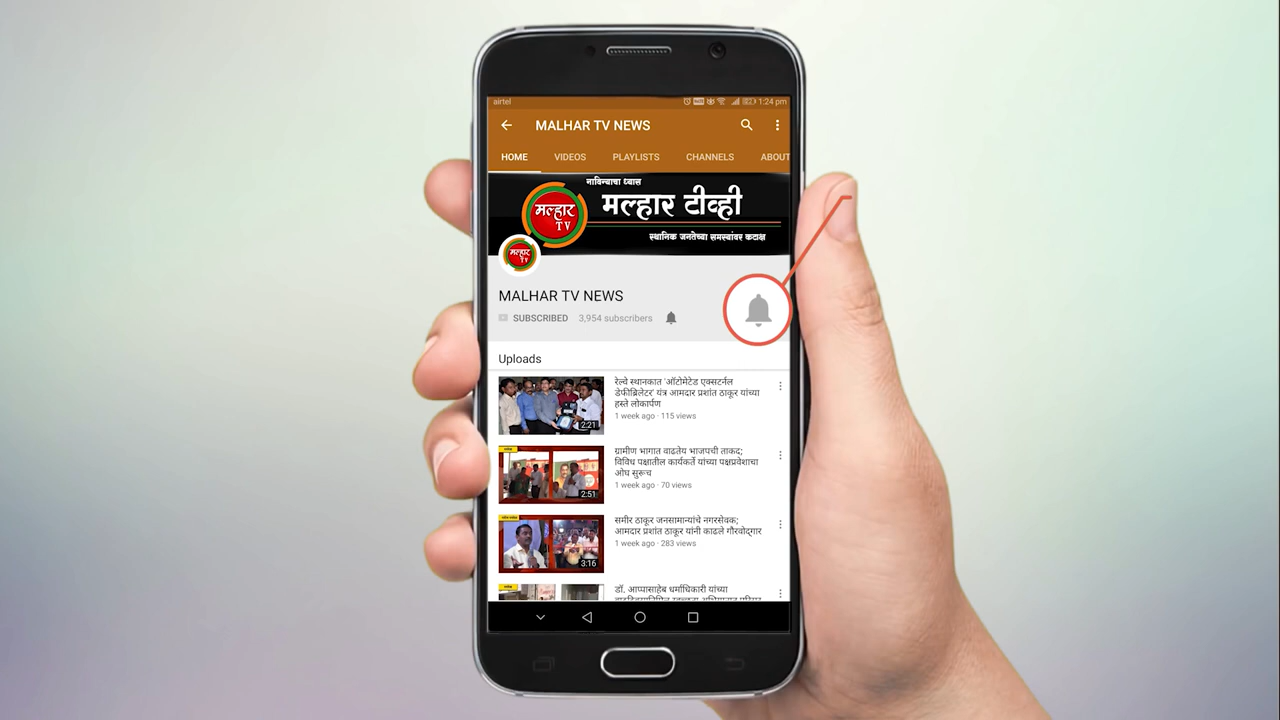 airtel 1:24 pm
MALHAR TV NEWS
HOME VIDEOS PLAYLISTS CHANNELS ABOUT
नाविन्याचा ध्यास
मल्हार टीव्ही
मल्हार
TV
स्थानिक जनतेच्या समस्यांवर कटाक्ष
मल्हार
TV
MALHAR TV NEWS
SUBSCRIBED 3,954 subscribers
Uploads
रेल्वे स्थानकात 'ऑटोमेटेड एक्सटर्नल
डेफीब्रिलेटर' यंत्र आमदार प्रशांत ठाकूर यांच्या
हस्ते लोकार्पण
1 week ago · 115 views
2:21
ग्रामीण भागात वाढतेय भाजपची ताकद;
विविध पक्षातील कार्यकर्ते यांच्या पक्षप्रवेशाचा
ओघ सुरूच
1 week ago · 70 views
2:51
समीर ठाकूर जनसामान्यांचे नगरसेवक;
आमदार प्रशांत ठाकूर यांनी काढले गौरवोद्गार
1 week ago · 283 views
3:16
डॉ. आप्पासाहेब धर्माधिकारी यांच्या